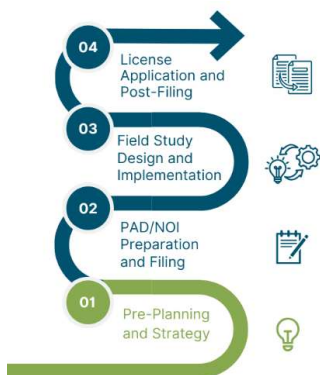 04
License
Application and
Post-Filing
03
Field Study
Design and
Implementation
02
PAD/NOI
Preparation
and Filing
01
Pre-Planning
and Strategy